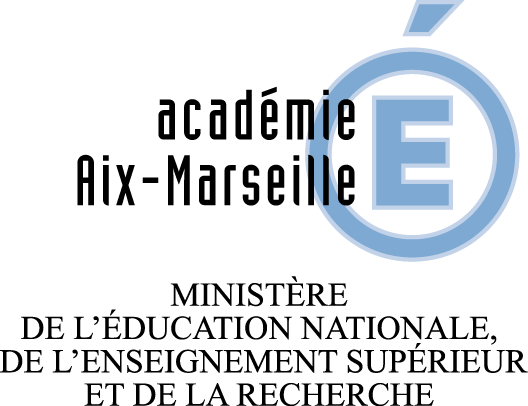 académie
Aix-Marseille
É
MINISTÈRE
DE L'ÉDUCATION NATIONALE,
DE L'ENSEIGNEMENT SUPÉRIEUR
ET DE LA RECHERCHE